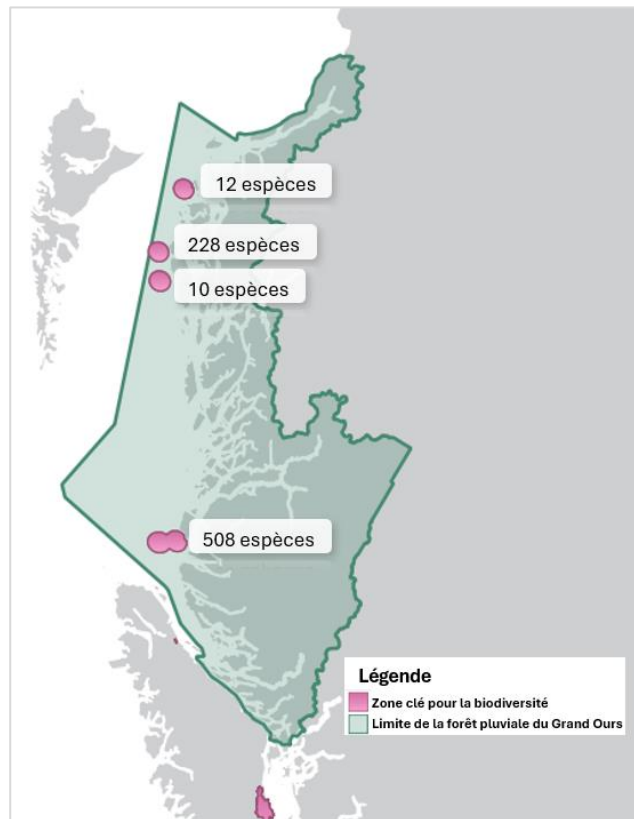 12 espèces
228 espèces
10 espèces
508 espèces
Légende
Zone clé pour la biodiversité
Limite de la forêt pluviale du Grand Ours